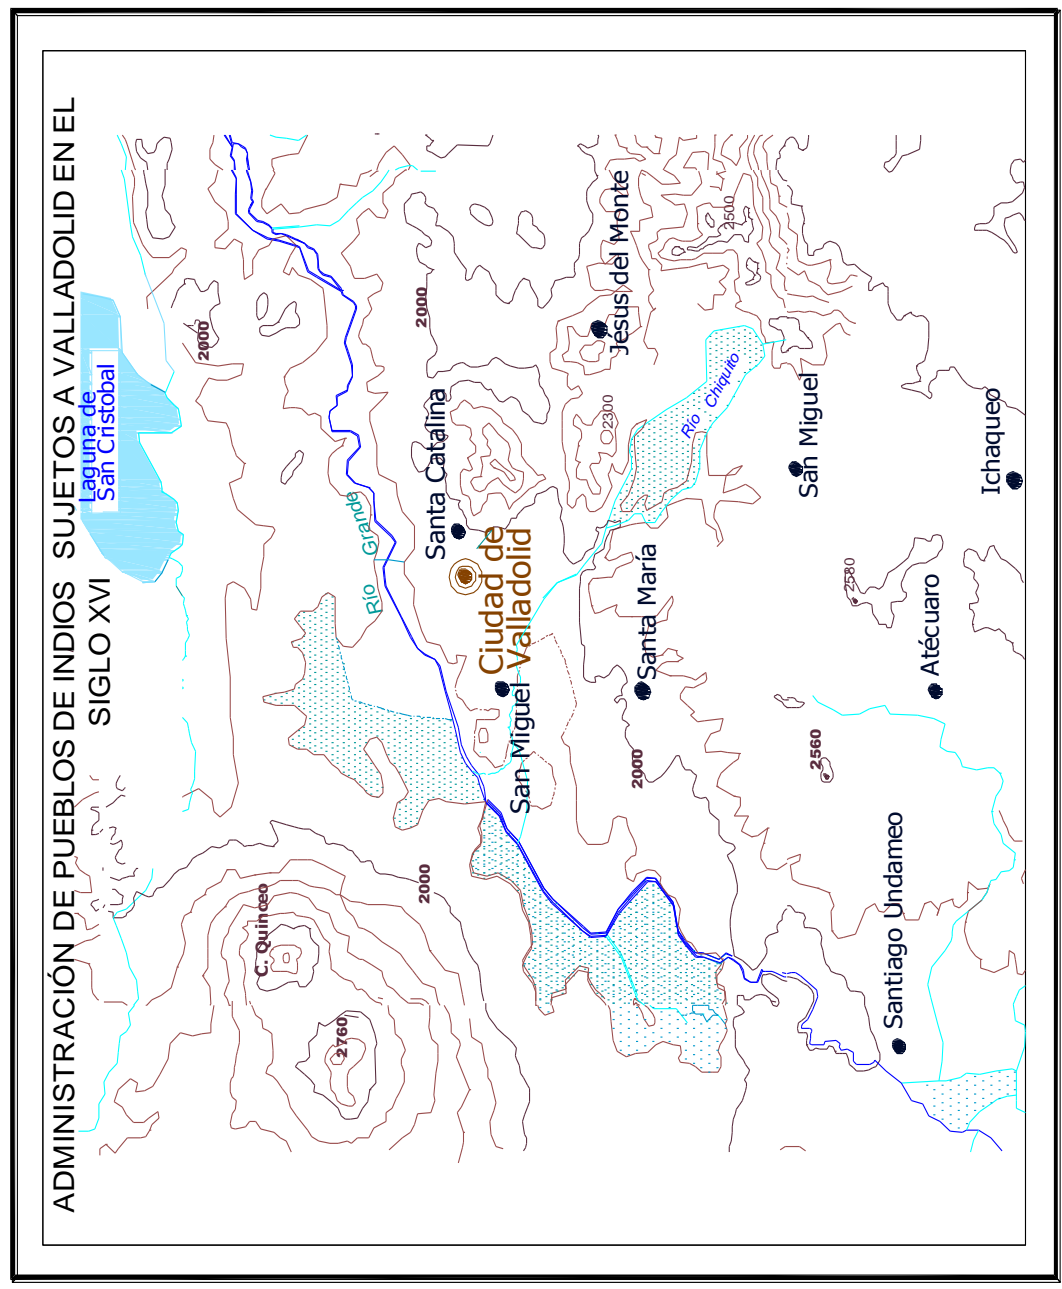 ADMINISTRACIÓN DE PUEBLOS DE INDIOS SUJETOS A VALLADOLID EN EL
SIGLO XVI
Laguna de
San Cristobal
C. Quinceo
2760
2000
2000
2000
Río Grande
Santa Catalina
Ciudad de
Valladolid
San Miguel
Jésus del Monte
2500
2300
Río Chiquito
Santa María
2000
San Miguel
2560
2580
Santiago Undameo
Atécuaro
Ichaqueo